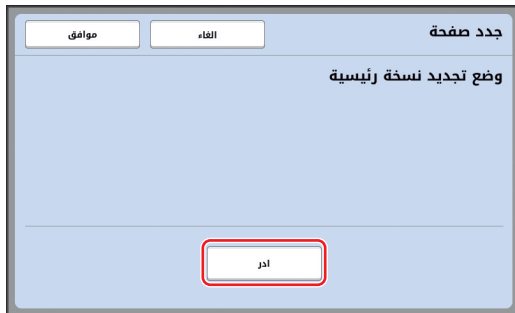 جدد صفحة
الغاء
موافق
وضع تجديد نسخة رئيسية
ادر